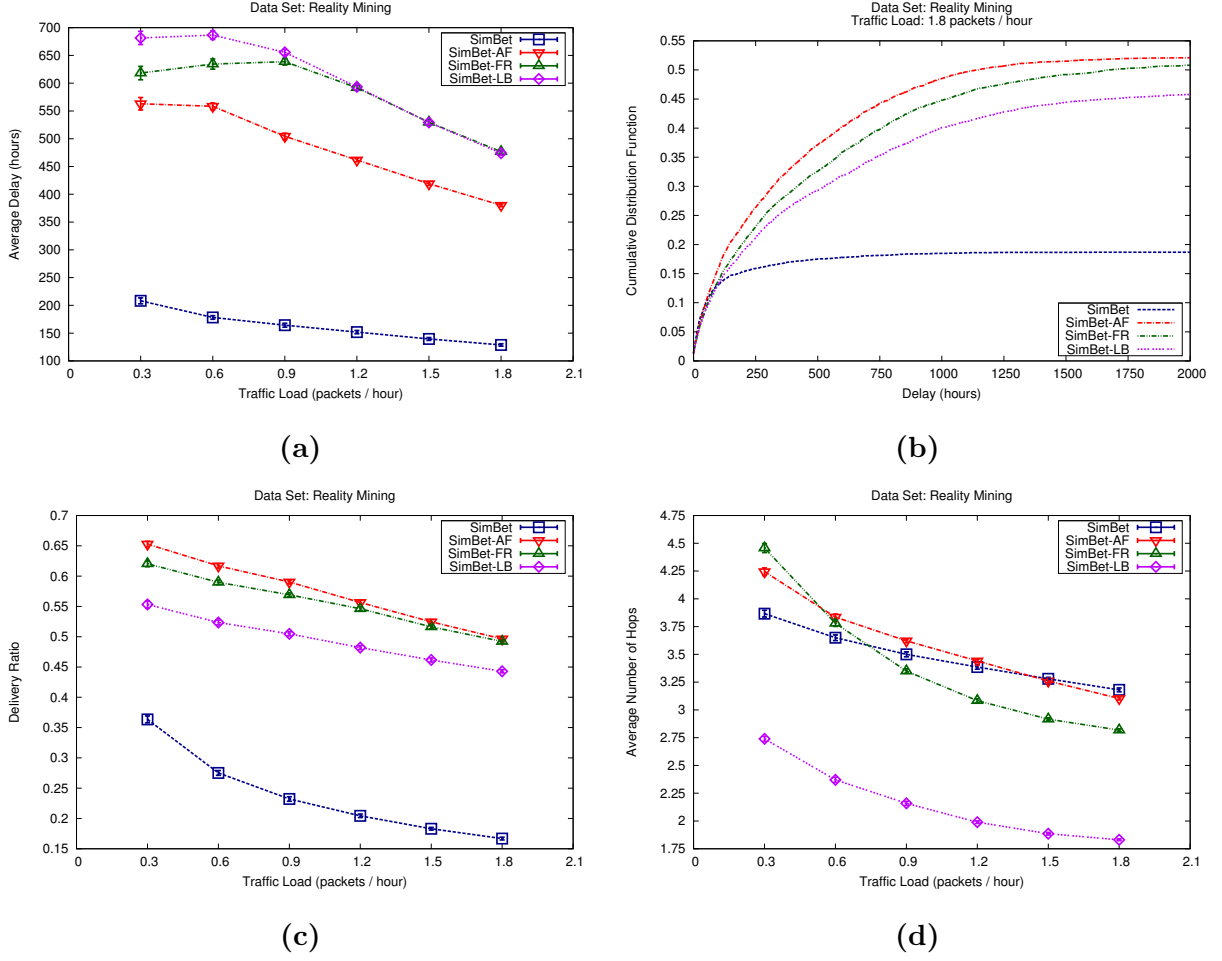 Data Set: Reality Mining
700
650
600
550
500
450
400
350
300
250
200
150
100
Average Delay (hours)
SimBet
SimBet-AF
SimBet-FR
SimBet-LB
0 0.3 0.6 0.9 1.2 1.5 1.8 2.1
Traffic Load (packets / hour)
(a)
Data Set: Reality Mining
Traffic Load: 1.8 packets / hour
0.55
0.5
0.45
0.4
0.35
0.3
0.25
0.2
0.15
0.1
0.05
0
Cumulative Distribution Function
SimBet
SimBet-AF
SimBet-FR
SimBet-LB
0 250 500 750 1000 1250 1500 1750 2000
Delay (hours)
(b)
Data Set: Reality Mining
0.7
0.65
0.6
0.55
0.5
0.45
0.4
0.35
0.3
0.25
0.2
0.15
Delivery Ratio
SimBet
SimBet-AF
SimBet-FR
SimBet-LB
0 0.3 0.6 0.9 1.2 1.5 1.8 2.1
Traffic Load (packets / hour)
(c)
Data Set: Reality Mining
4.75
4.5
4.25
4
3.75
3.5
3.25
3
2.75
2.5
2.25
2
1.75
Average Number of Hops
SimBet
SimBet-AF
SimBet-FR
SimBet-LB
0 0.3 0.6 0.9 1.2 1.5 1.8 2.1
Traffic Load (packets / hour)
(d)